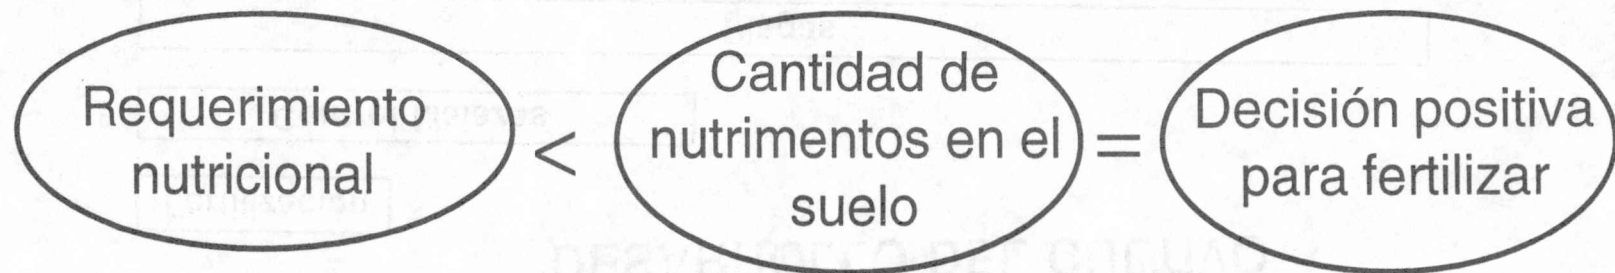 Requerimiento
nutricional
<
Cantidad de
nutrimentos en el
suelo
=
Decisión positiva
para fertilizar